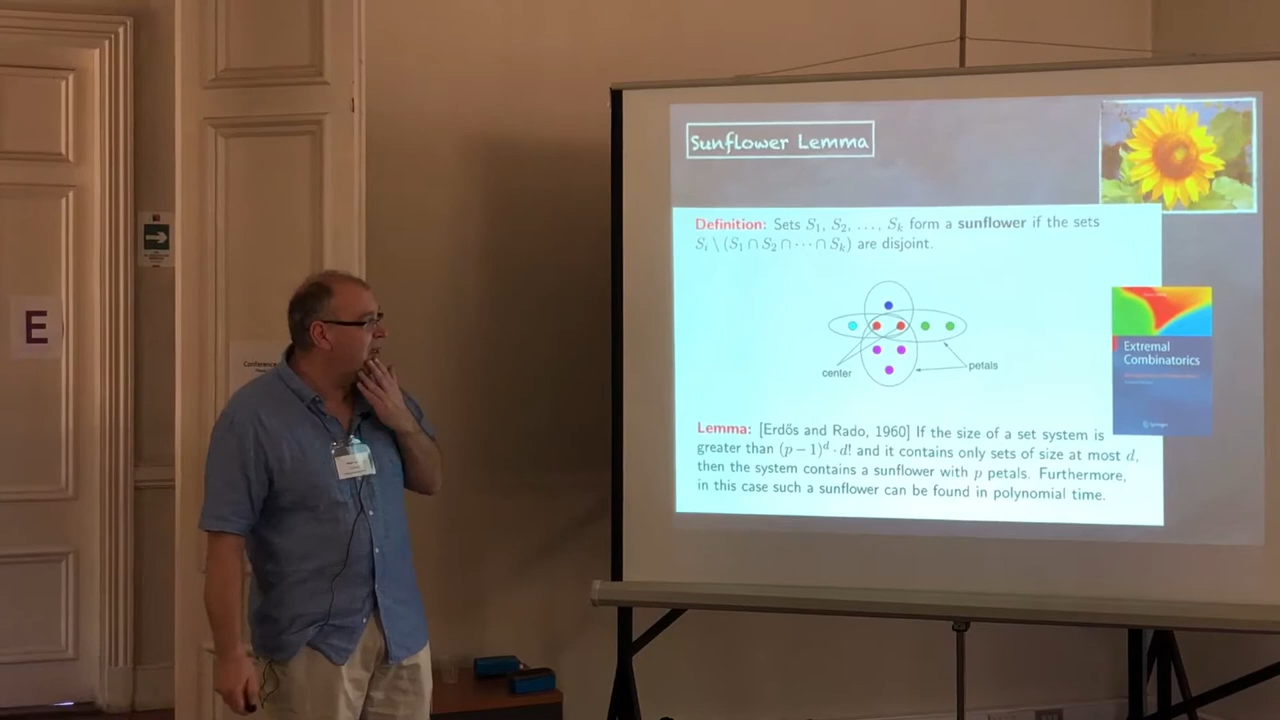 E
Conference
Sunflower Lemma
Definition: Sets S₁, S₂, . . . , Sₖ form a sunflower if the sets
Sᵢ \ (S₁ ∩ S₂ ∩ · · · ∩ Sₖ) are disjoint.
center
petals
Lemma: [Erdős and Rado, 1960] If the size of a set system is
greater than (p − 1)ᵈ · d! and it contains only sets of size at most d,
then the system contains a sunflower with p petals. Furthermore,
in this case such a sunflower can be found in polynomial time.
Extremal
Combinatorics
Springer